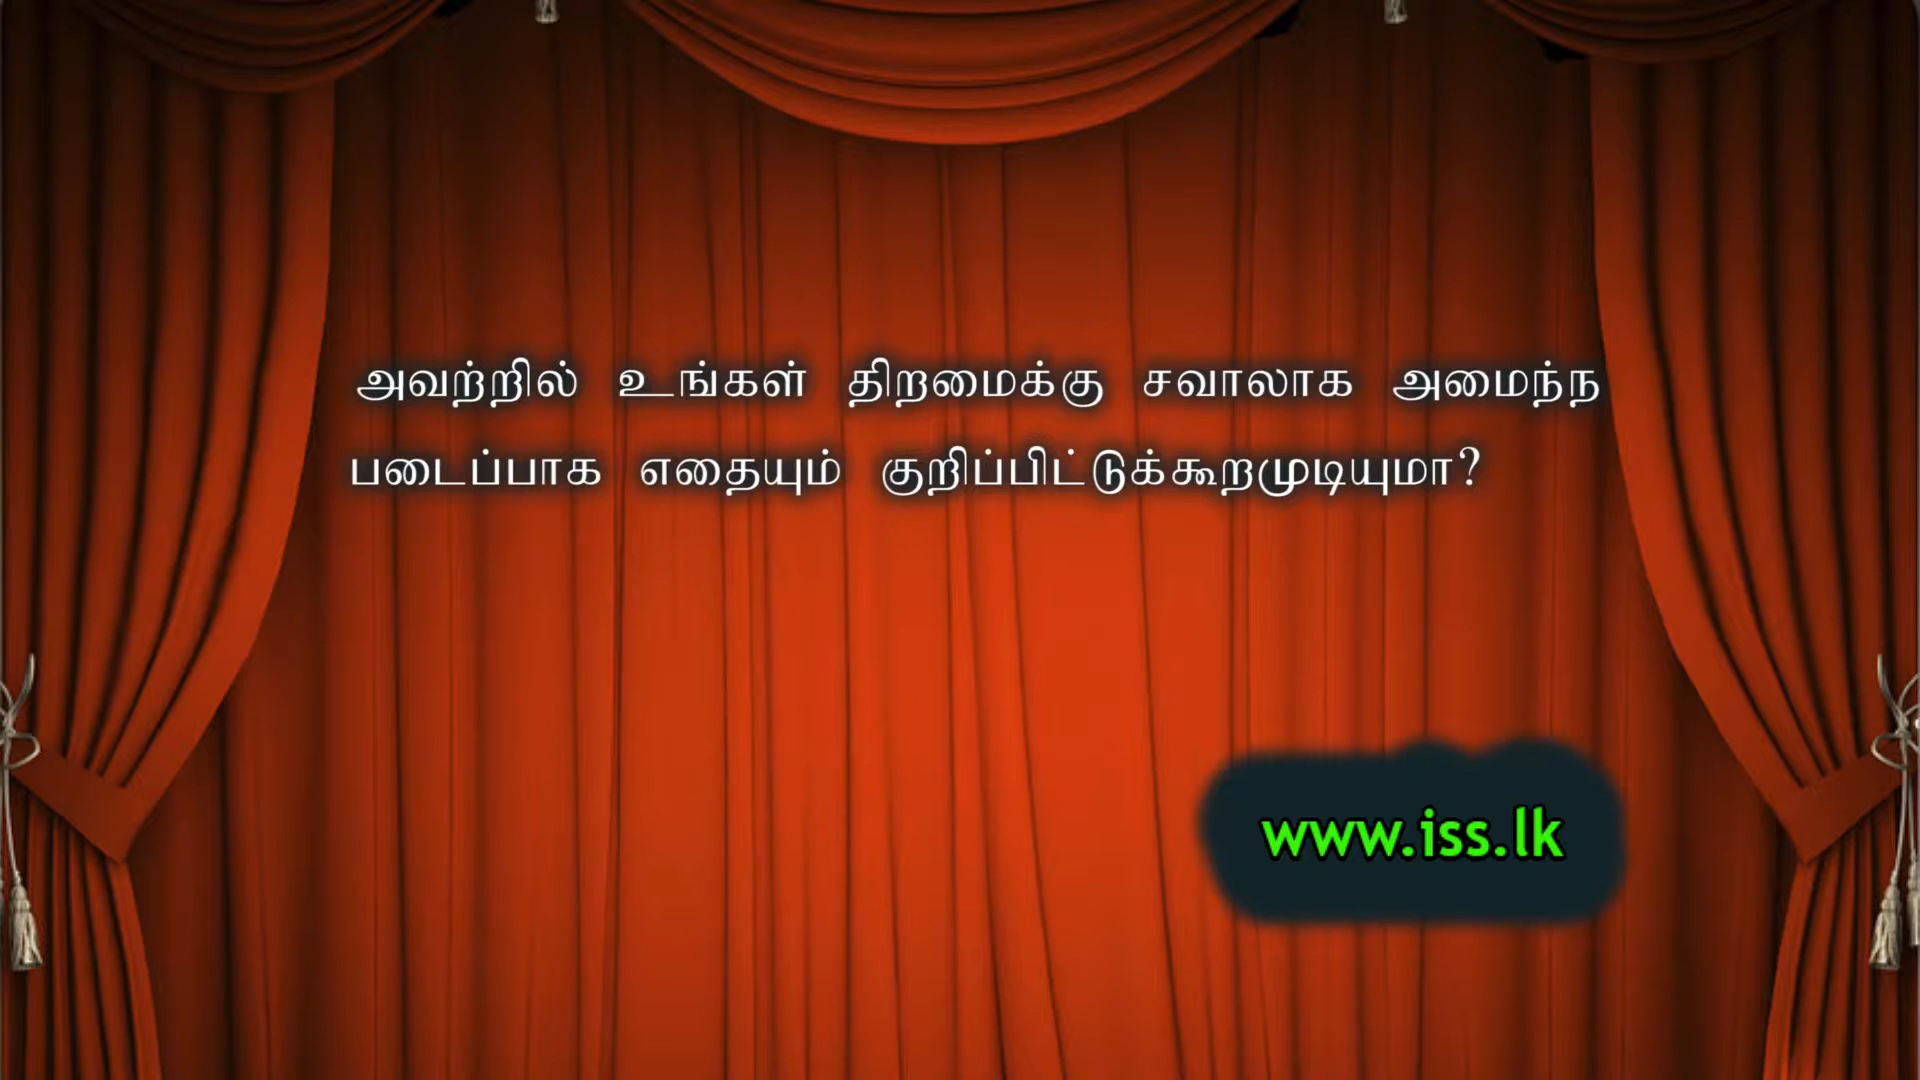 அவற்றில் உங்கள் திறமைக்கு சவாலாக அமைந்ந
படைப்பாக எதையும் குறிப்பிட்டுக்கூறமுடியுமா?
www.iss.lk